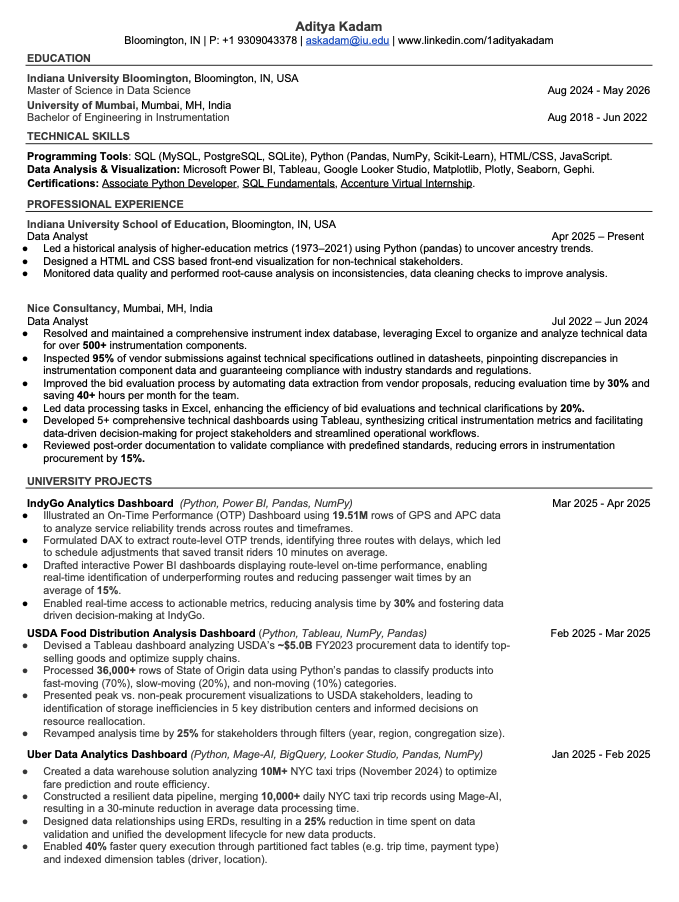 Aditya Kadam
Bloomington, IN | P: +1 9309043378 | askadam@iu.edu | www.linkedin.com/1adityakadam
EDUCATION
Indiana University Bloomington, Bloomington, IN, USA
Master of Science in Data Science Aug 2024 - May 2026
University of Mumbai, Mumbai, MH, India
Bachelor of Engineering in Instrumentation Aug 2018 - Jun 2022
TECHNICAL SKILLS
Programming Tools: SQL (MySQL, PostgreSQL, SQLite), Python (Pandas, NumPy, Scikit-Learn), HTML/CSS, JavaScript.
Data Analysis & Visualization: Microsoft Power BI, Tableau, Google Looker Studio, Matplotlib, Plotly, Seaborn, Gephi.
Certifications: Associate Python Developer, SQL Fundamentals, Accenture Virtual Internship.
PROFESSIONAL EXPERIENCE
Indiana University School of Education, Bloomington, IN, USA
Data Analyst Apr 2025 – Present
● Led a historical analysis of higher-education metrics (1973–2021) using Python (pandas) to uncover ancestry trends.
● Designed a HTML and CSS based front-end visualization for non-technical stakeholders.
● Monitored data quality and performed root-cause analysis on inconsistencies, data cleaning checks to improve analysis.
Nice Consultancy, Mumbai, MH, India
Data Analyst Jul 2022 – Jun 2024
● Resolved and maintained a comprehensive instrument index database, leveraging Excel to organize and analyze technical data
for over 500+ instrumentation components.
● Inspected 95% of vendor submissions against technical specifications outlined in datasheets, pinpointing discrepancies in
instrumentation component data and guaranteeing compliance with industry standards and regulations.
● Improved the bid evaluation process by automating data extraction from vendor proposals, reducing evaluation time by 30% and
saving 40+ hours per month for the team.
● Led data processing tasks in Excel, enhancing the efficiency of bid evaluations and technical clarifications by 20%.
● Developed 5+ comprehensive technical dashboards using Tableau, synthesizing critical instrumentation metrics and facilitating
data-driven decision-making for project stakeholders and streamlined operational workflows.
● Reviewed post-order documentation to validate compliance with predefined standards, reducing errors in instrumentation
procurement by 15%.
UNIVERSITY PROJECTS
IndyGo Analytics Dashboard (Python, Power BI, Pandas, NumPy) Mar 2025 - Apr 2025
● Illustrated an On-Time Performance (OTP) Dashboard using 19.51M rows of GPS and APC data
to analyze service reliability trends across routes and timeframes.
● Formulated DAX to extract route-level OTP trends, identifying three routes with delays, which led
to schedule adjustments that saved transit riders 10 minutes on average.
● Drafted interactive Power BI dashboards displaying route-level on-time performance, enabling
real-time identification of underperforming routes and reducing passenger wait times by an
average of 15%.
● Enabled real-time access to actionable metrics, reducing analysis time by 30% and fostering data
driven decision-making at IndyGo.
USDA Food Distribution Analysis Dashboard (Python, Tableau, NumPy, Pandas) Feb 2025 - Mar 2025
● Devised a Tableau dashboard analyzing USDA's ~$5.0B FY2023 procurement data to identify top-
selling goods and optimize supply chains.
● Processed 36,000+ rows of State of Origin data using Python's pandas to classify products into
fast-moving (70%), slow-moving (20%), and non-moving (10%) categories.
● Presented peak vs. non-peak procurement visualizations to USDA stakeholders, leading to
identification of storage inefficiencies in 5 key distribution centers and informed decisions on
resource reallocation.
● Revamped analysis time by 25% for stakeholders through filters (year, region, congregation size).
Uber Data Analytics Dashboard (Python, Mage-AI, BigQuery, Looker Studio, Pandas, NumPy) Jan 2025 - Feb 2025
● Created a data warehouse solution analyzing 10M+ NYC taxi trips (November 2024) to optimize
fare prediction and route efficiency.
● Constructed a resilient data pipeline, merging 10,000+ daily NYC taxi trip records using Mage-AI,
resulting in a 30-minute reduction in average data processing time.
● Designed data relationships using ERDs, resulting in a 25% reduction in time spent on data
validation and unified the development lifecycle for new data products.
● Enabled 40% faster query execution through partitioned fact tables (e.g. trip time, payment type)
and indexed dimension tables (driver, location).